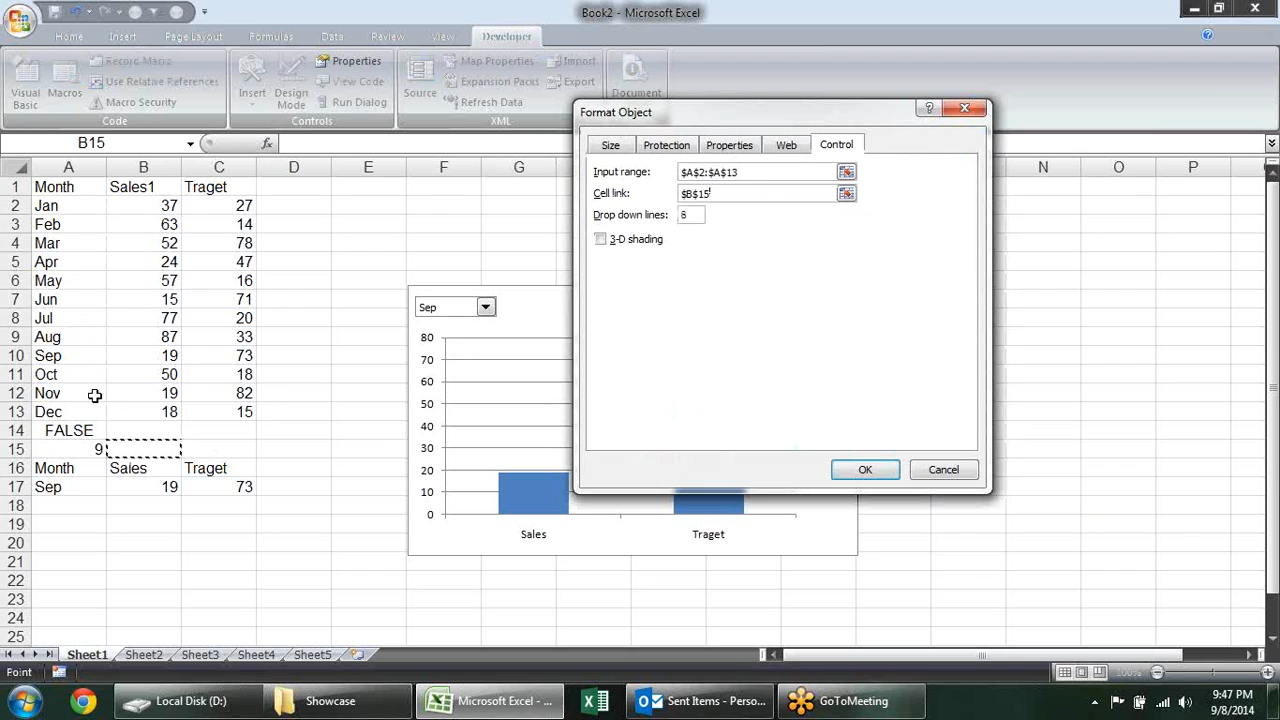 Book2 - Microsoft Excel
Home Insert Page Layout Formulas Data Review View Developer
Visual Basic
Macros
Record Macro
Use Relative References
Macro Security
Code
Insert
Design Mode
Properties
View Code
Run Dialog
Controls
Source
Map Properties
Expansion Packs
Refresh Data
Import
Export
XML
Document
B15
fx
A B C D E F G N O P
1 Month Sales1 Traget
2 Jan 37 27
3 Feb 63 14
4 Mar 52 78
5 Apr 24 47
6 May 57 16
7 Jun 15 71
8 Jul 77 20
9 Aug 87 33
10 Sep 19 73
11 Oct 50 18
12 Nov 19 82
13 Dec 18 15
14 FALSE
15 9
16 Month Sales Traget
17 Sep 19 73
18
19
20
21
22
23
24
25
Sep
80
70
60
50
40
30
20
10
0
Sales Traget
Format Object
?
Size Protection Properties Web Control
Input range: $A$2:$A$13
Cell link: $B$15
Drop down lines: 8
3-D shading
OK Cancel
Sheet1 Sheet2 Sheet3 Sheet4 Sheet5
Point
100%
Local Disk (D:)
Showcase
Microsoft Excel - ...
Sent Items - Perso...
GoToMeeting
9:47 PM
9/8/2014